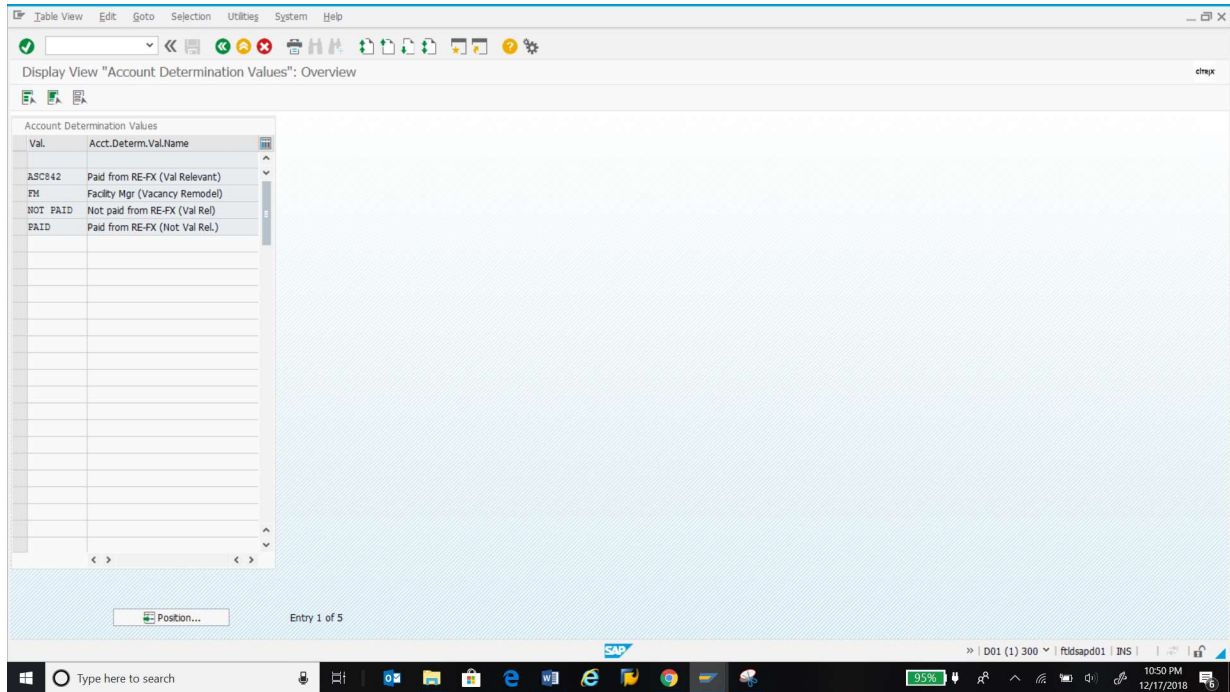 Table View Edit Goto Selection Utilities System Help
Display View "Account Determination Values": Overview
citrix
Account Determination Values
Val. Acct.Determ.Val.Name
ASC842 Paid from RE-FX (Val Relevant)
FM Facility Mgr (Vacancy Remodel)
NOT PAID Not paid from RE-FX (Val Rel)
PAID Paid from RE-FX (Not Val Rel.)
Position... Entry 1 of 5
SAP
» | D01 (1) 300 | ftldsapd01 | INS |
Type here to search
95%
10:50 PM
12/17/2018
6